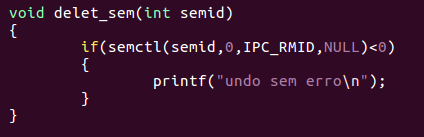 void delet_sem(int semid)
{
        if(semctl(semid,0,IPC_RMID,NULL)<0)
        {
                printf("undo sem erro\n");
        }
}